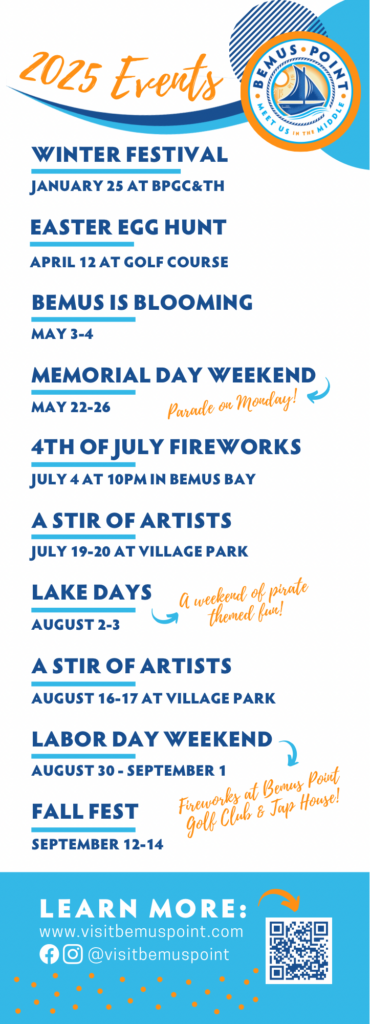 2025 Events
BEMUS · POINT
MEET US IN THE MIDDLE
WINTER FESTIVAL
JANUARY 25 AT BPGC&TH
EASTER EGG HUNT
APRIL 12 AT GOLF COURSE
BEMUS IS BLOOMING
MAY 3-4
MEMORIAL DAY WEEKEND
MAY 22-26
Parade on Monday!
4TH OF JULY FIREWORKS
JULY 4 AT 10PM IN BEMUS BAY
A STIR OF ARTISTS
JULY 19-20 AT VILLAGE PARK
LAKE DAYS
AUGUST 2-3
A weekend of pirate
themed fun!
A STIR OF ARTISTS
AUGUST 16-17 AT VILLAGE PARK
LABOR DAY WEEKEND
AUGUST 30 - SEPTEMBER 1
Fireworks at Bemus Point
Golf Club & Tap House!
FALL FEST
SEPTEMBER 12-14
LEARN MORE:
www.visitbemuspoint.com
@visitbemuspoint